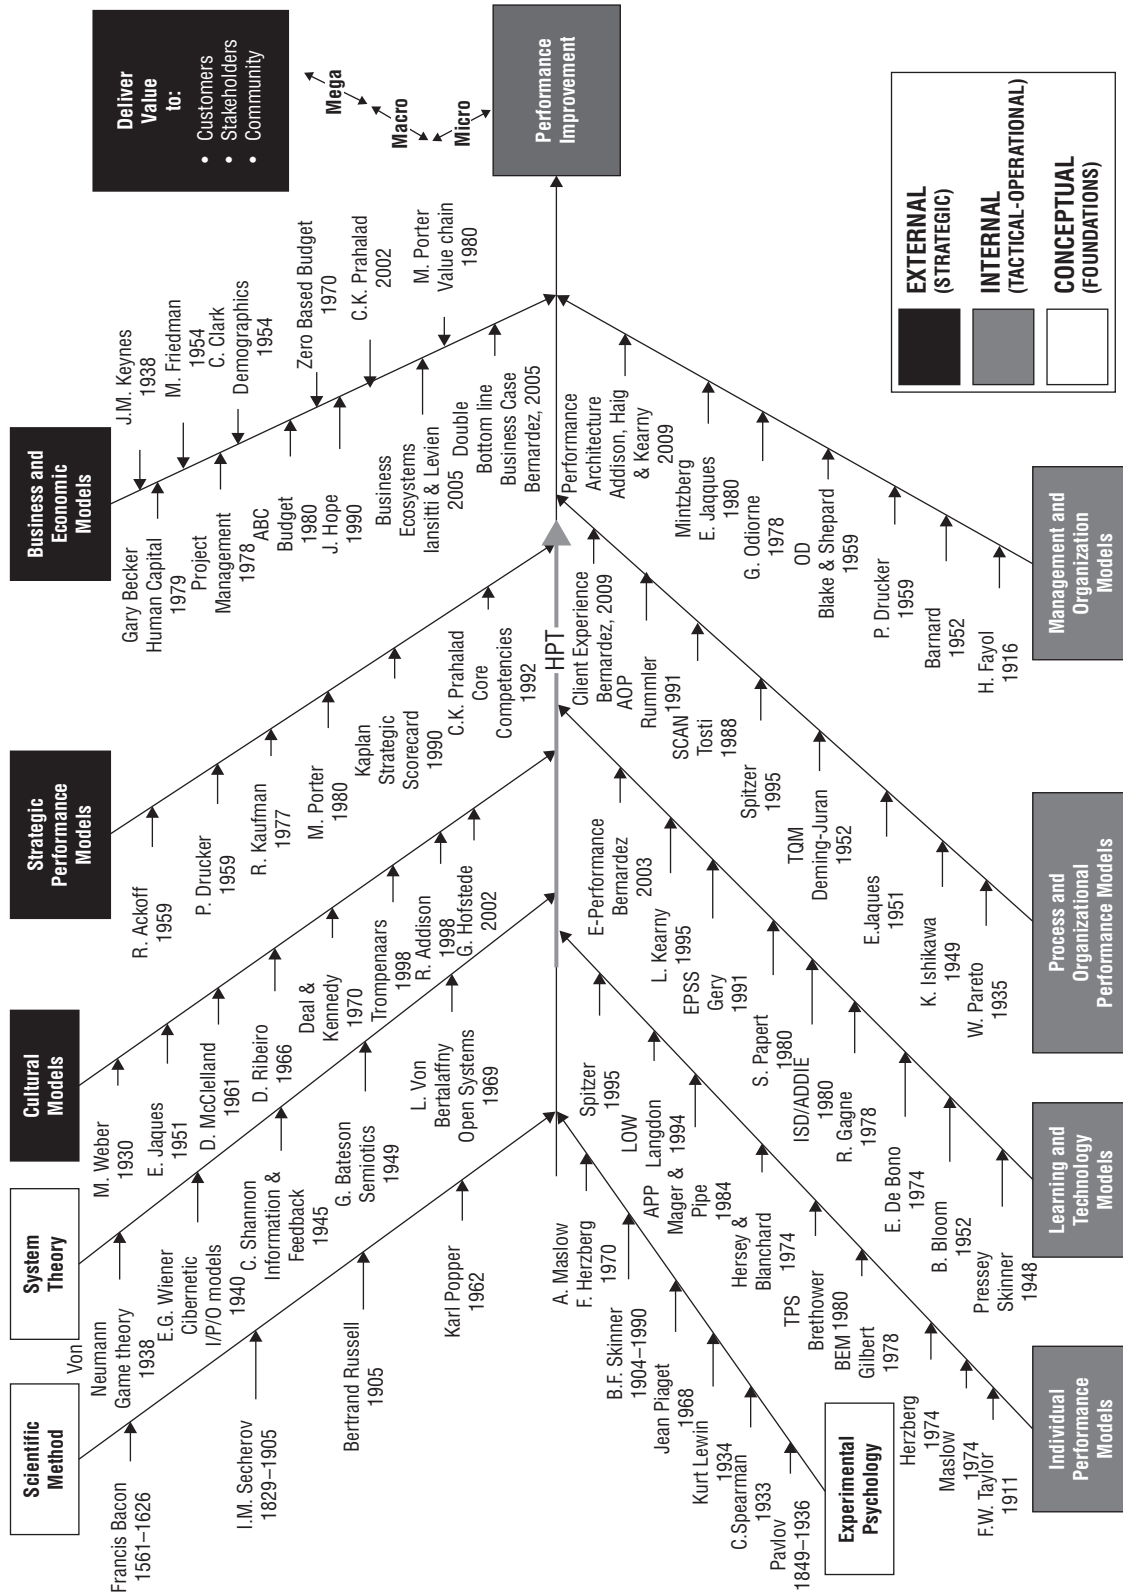 Scientific
Method
System
Theory
Cultural
Models
Strategic
Performance
Models
Business and
Economic
Models
Deliver
Value
to:
• Customers
• Stakeholders
• Community
Mega
Macro
Micro
Performance
Improvement
Francis Bacon
1561–1626
I.M. Secherov
1829–1905
Bertrand Russell
1905
Karl Popper
1962
Von
Neumann
Game theory
1938
E.G. Wiener
Cibernetic
I/P/O models
1940
C. Shannon
Information &
Feedback
1945
G. Bateson
Semiotics
1949
L. Von
Bertalaffny
Open Systems
1969
M. Weber
1930
E. Jaques
1951
D. McClelland
1961
D. Ribeiro
1966
Deal &
Kennedy
1970
Trompenaars
1998
R. Addison
1998
G. Hofstede
2002
R. Ackoff
1959
P. Drucker
1959
R. Kaufman
1977
M. Porter
1980
Kaplan
Strategic
Scorecard
1990
C.K. Prahalad
Core
Competencies
1992
Gary Becker
Human Capital
1979
Project
Management
1978
ABC
Budget
1980
J. Hope
1990
Business
Ecosystems
Iansitti & Levien
2005
Double
Bottom line
Business Case
Bernardez, 2005
J.M. Keynes
1938
M. Friedman
1954
C. Clark
Demographics
1954
Zero Based Budget
1970
C.K. Prahalad
2002
M. Porter
Value chain
1980
HPT
A. Maslow
F. Herzberg
1970
B.F. Skinner
1904–1990
Jean Piaget
1968
Kurt Lewin
1934
C.Spearman
1933
Pavlov
1849–1936
Experimental
Psychology
Spitzer
1995
LOW
Langdon
1994
APP
Mager &
Pipe
1984
Hersey &
Blanchard
1974
TPS
Brethower
1980
BEM
Gilbert
1978
Herzberg
1974
Maslow
1974
F.W. Taylor
1911
Individual
Performance
Models
E-Performance
Bernardez
2003
L. Kearny
1995
EPSS
Gery
1991
S. Papert
1980
ISD/ADDIE
1980
R. Gagne
1978
E. De Bono
1974
B. Bloom
1952
Pressey
Skinner
1948
Learning and
Technology
Models
Client Experience
Bernardez, 2009
AOP
Rummler
1991
SCAN
Tosti
1988
Spitzer
1995
TQM
Deming-Juran
1952
E.Jaques
1951
K. Ishikawa
1949
W. Pareto
1935
Process and
Organizational
Performance Models
Performance
Architecture
Addison, Haig
& Kearny
2009
Mintzberg
E. Jaques
1980
G. Odiorne
1978
OD
Blake & Shepard
1959
P. Drucker
1959
Barnard
1952
H. Fayol
1916
Management and
Organization
Models
EXTERNAL
(STRATEGIC)
INTERNAL
(TACTICAL-OPERATIONAL)
CONCEPTUAL
(FOUNDATIONS)